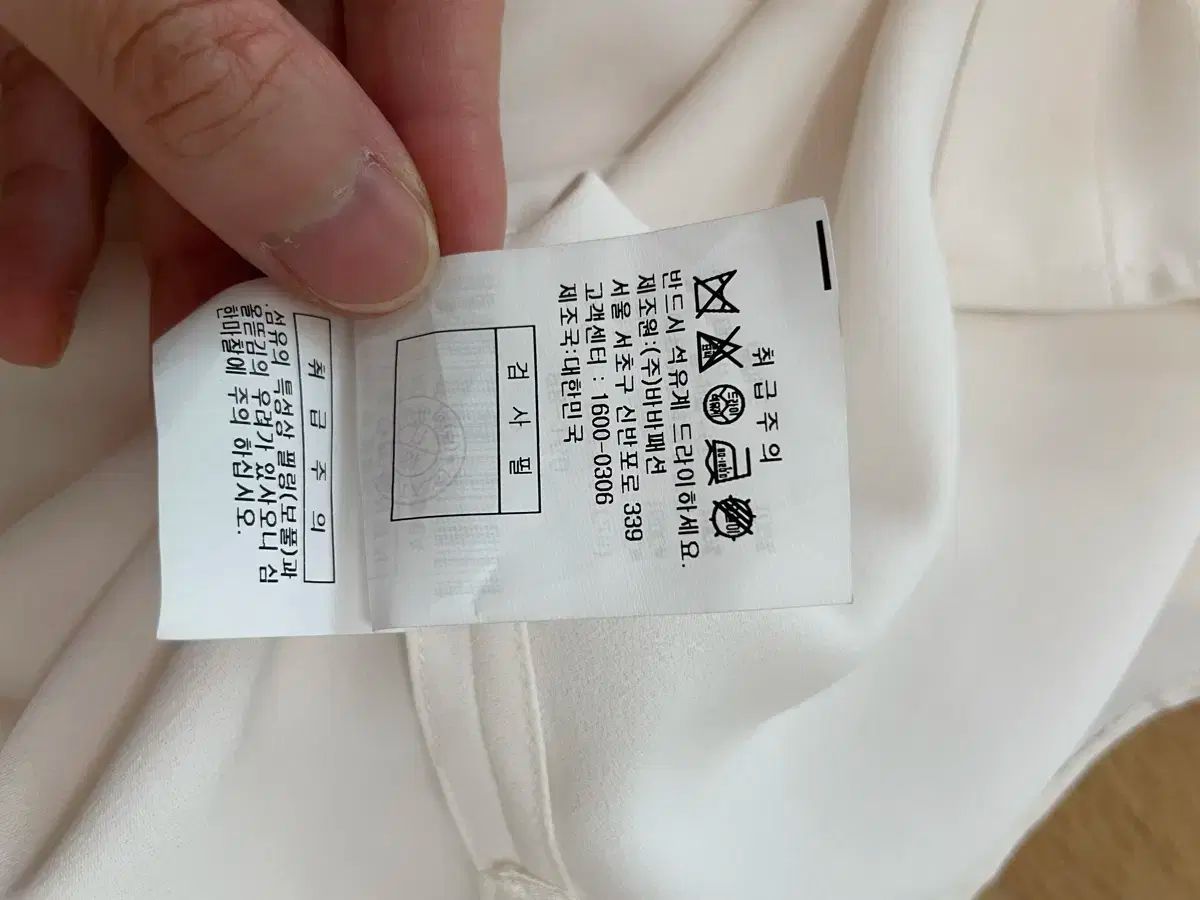 취급주의
반드시 석유계 드라이하세요.
제조원:(주)바바패션
서울 서초구 신반포로 339
고객센터 : 1600-0306
제조국:대한민국
검사필
취급주의
.섬유의 특성상 필링(보풀)과
올뜯김의 우려가 있사오니 심
한마찰에 주의 하십시오.